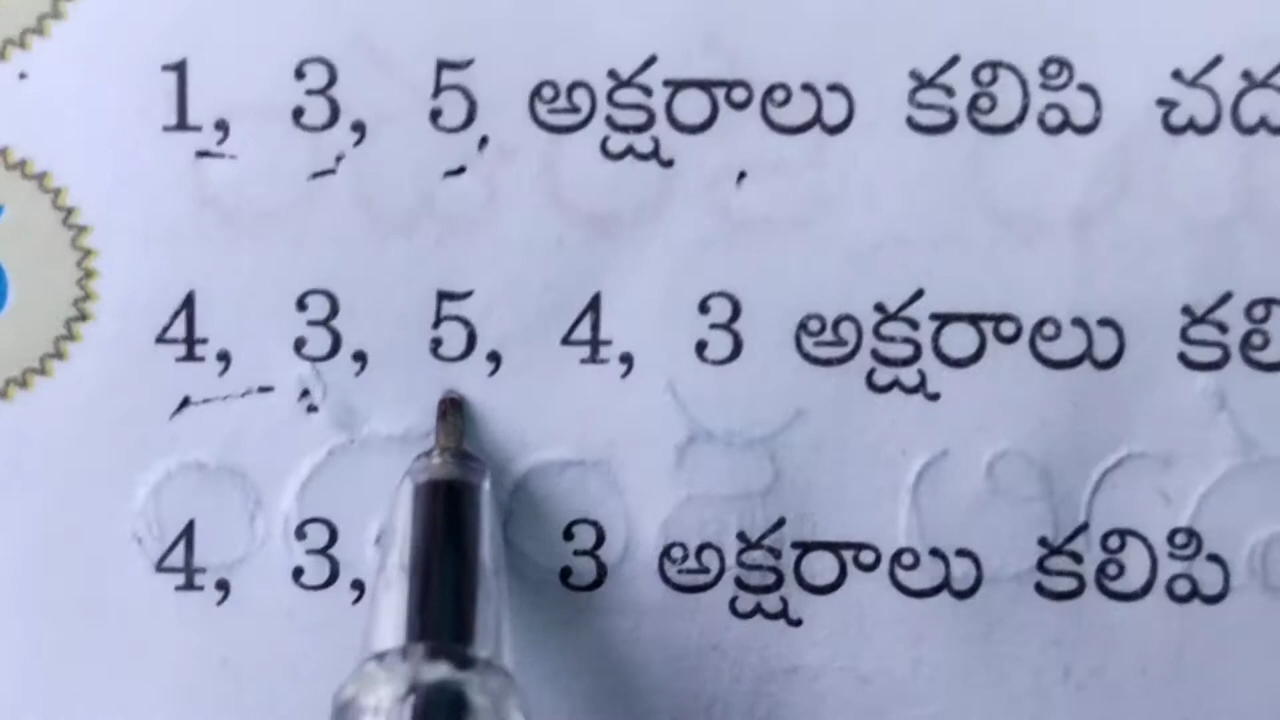 1, 3, 5 అక్షరాలు కలిపి
4, 3, 5, 4, 3 అక్షరాలు
4, 3, 3 అక్షరాలు కలిపి